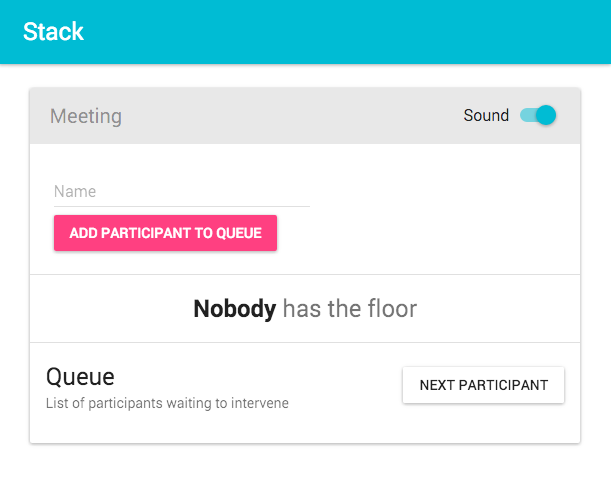 Stack
Meeting
Sound
Name
ADD PARTICIPANT TO QUEUE
Nobody has the floor
Queue
NEXT PARTICIPANT
List of participants waiting to intervene